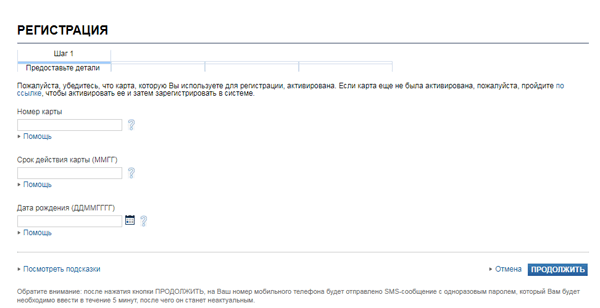 РЕГИСТРАЦИЯ
Шаг 1
Предоставьте детали
Пожалуйста, убедитесь, что карта, которую Вы используете для регистрации, активирована. Если карта еще не была активирована, пожалуйста, пройдите по
ссылке, чтобы активировать ее и затем зарегистрировать в системе.
Номер карты
?
Помощь
Срок действия карты (ММГГ)
?
Помощь
Дата рождения (ДДММГГГГ)
?
Помощь
Посмотреть подсказки
Отмена ПРОДОЛЖИТЬ
Обратите внимание: после нажатия кнопки ПРОДОЛЖИТЬ, на Ваш номер мобильного телефона будет отправлено SMS-сообщение с одноразовым паролем, который Вам будет
необходимо ввести в течение 5 минут, после чего он станет неактуальным.